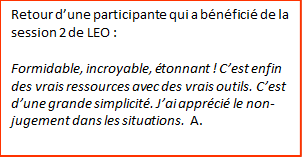 Retour d'une participante qui a bénéficié de la
session 2 de LEO :
Formidable, incroyable, étonnant ! C'est enfin
des vrais ressources avec des vrais outils. C'est
d'une grande simplicité. J'ai apprécié le non-
jugement dans les situations. A.